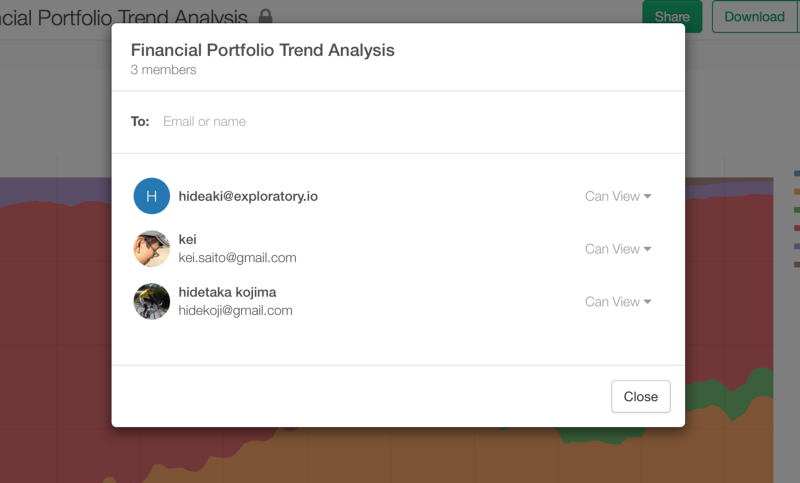 cial Portfolio Trend Analysis
Share
Download
Financial Portfolio Trend Analysis
3 members
To: Email or name
H
hideaki@exploratory.io
Can View
kei
kei.saito@gmail.com
Can View
hidetaka kojima
hidekoji@gmail.com
Can View
Close